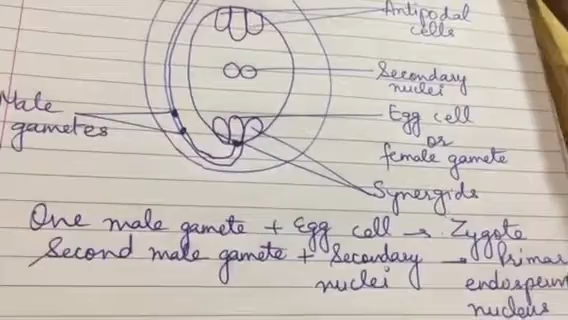 Antipodal
cells
Secondary
nuclei
Male
gametes
Egg cell
or
female gamete
Synergids
One male gamete + Egg cell → Zygote
Second male gamete + Secondary → Primar
nuclei endosperm
nucleus